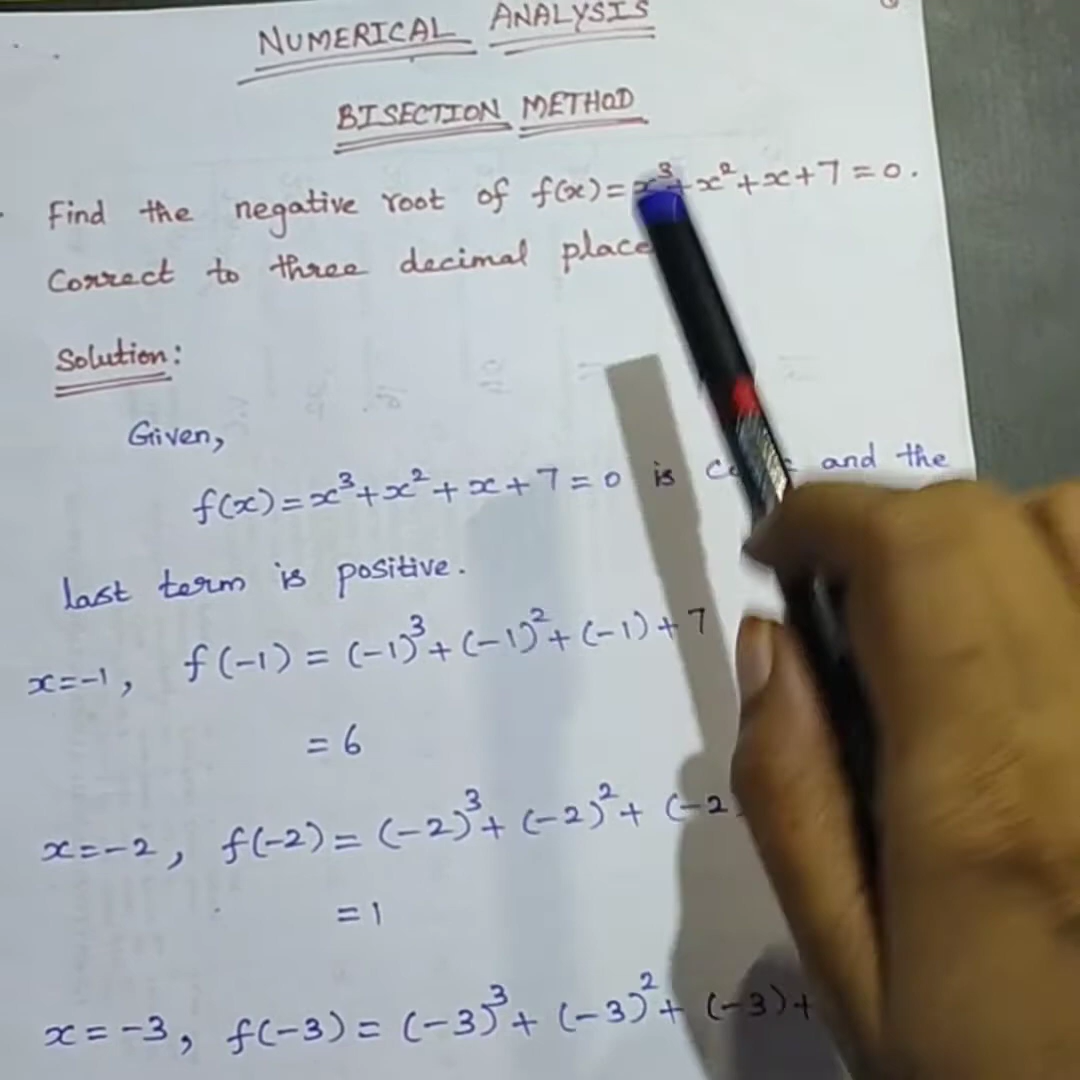 NUMERICAL ANALYSIS
BISECTION METHOD
Find the negative root of f(x)=x³+x²+x+7=0.
Correct to three decimal
Solution:
Given,
f(x)=x³+x²+x+7=0 is and the
last term is positive.
x=-1, f(-1) = (-1)³+(-1)²+(-1)+7
= 6
x=-2, f(-2) = (-2)³+(-2)²+(-2
= 1
x=-3, f(-3) = (-3)³+(-3)²+(-3)+